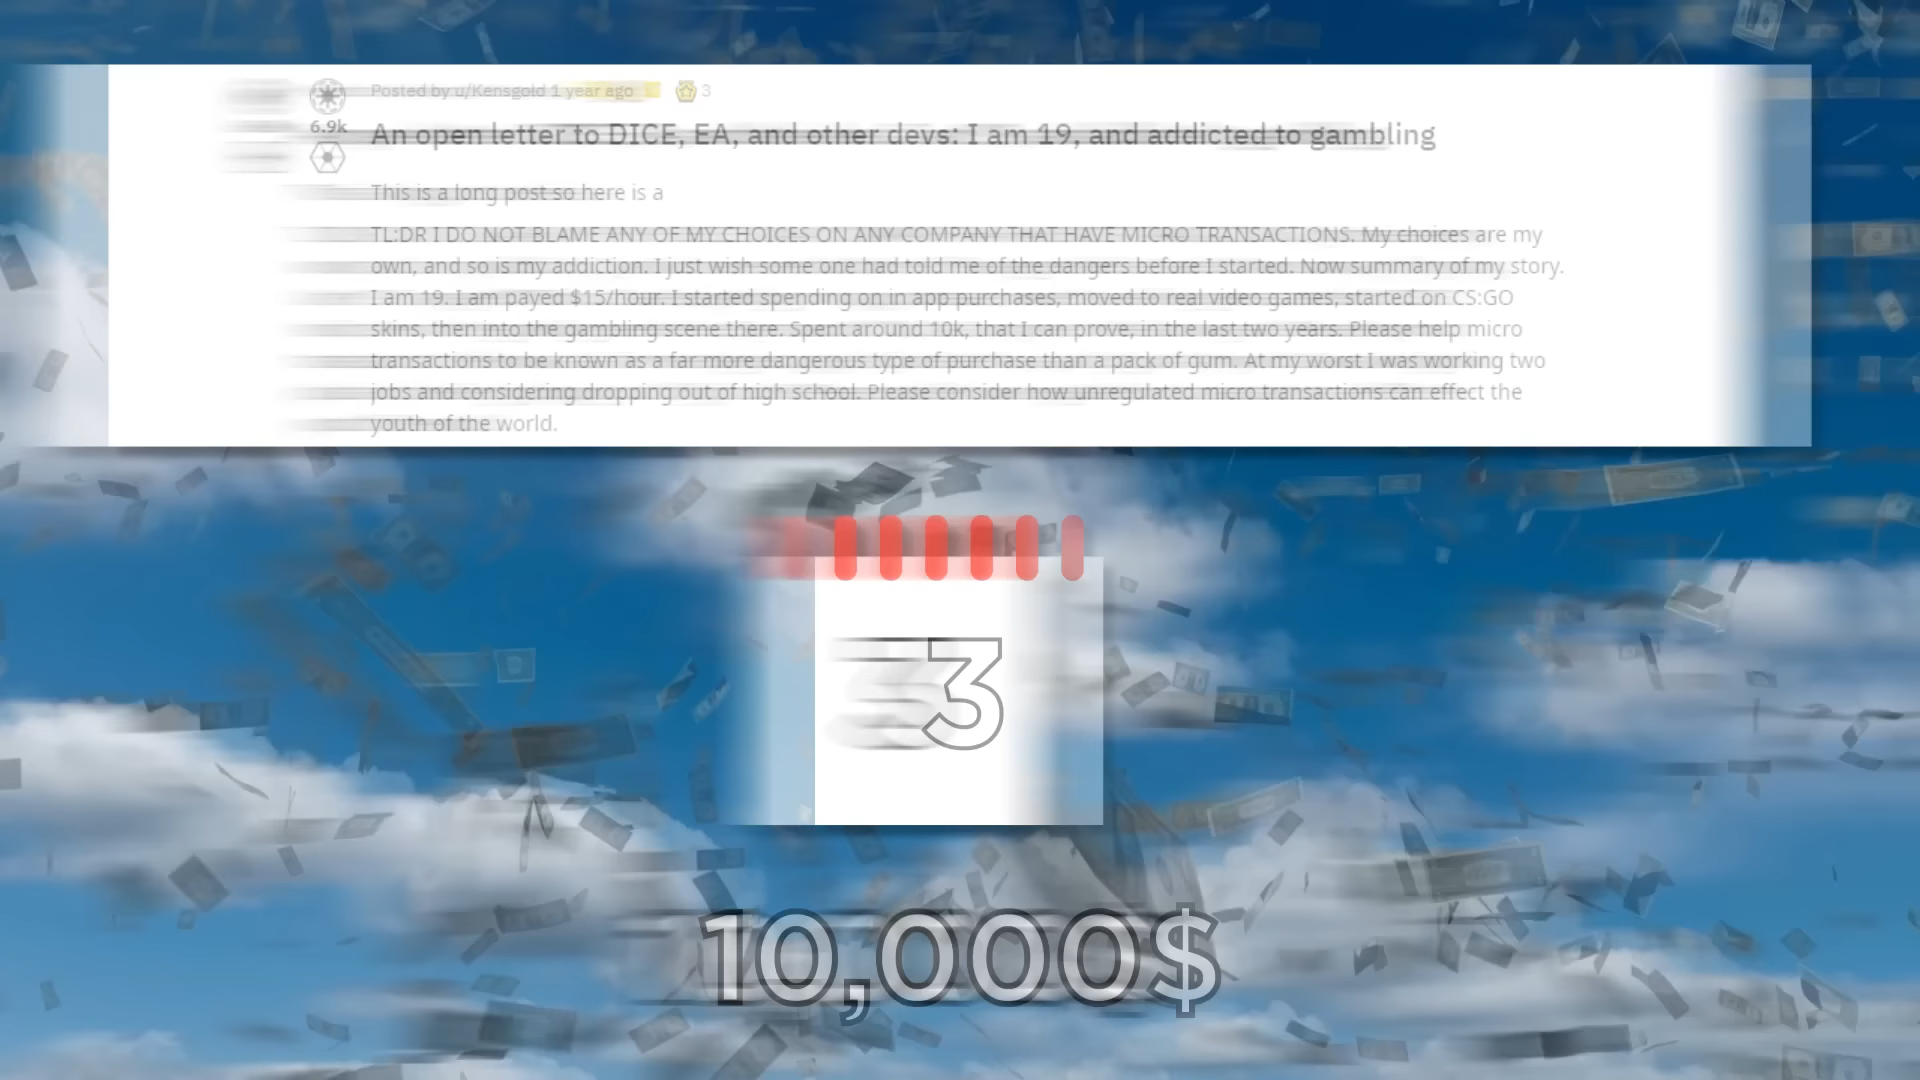 Posted by u/Kensgold 1 year ago 3
6.9k
An open letter to DICE, EA, and other devs: I am 19, and addicted to gambling
This is a long post so here is a
TL:DR I DO NOT BLAME ANY OF MY CHOICES ON ANY COMPANY THAT HAVE MICRO TRANSACTIONS. My choices are my
own, and so is my addiction. I just wish some one had told me of the dangers before I started. Now summary of my story.
I am 19. I am payed $15/hour. I started spending on in app purchases, moved to real video games, started on CS:GO
skins, then into the gambling scene there. Spent around 10k, that I can prove, in the last two years. Please help micro
transactions to be known as a far more dangerous type of purchase than a pack of gum. At my worst I was working two
jobs and considering dropping out of high school. Please consider how unregulated micro transactions can effect the
youth of the world.
3
10,000$